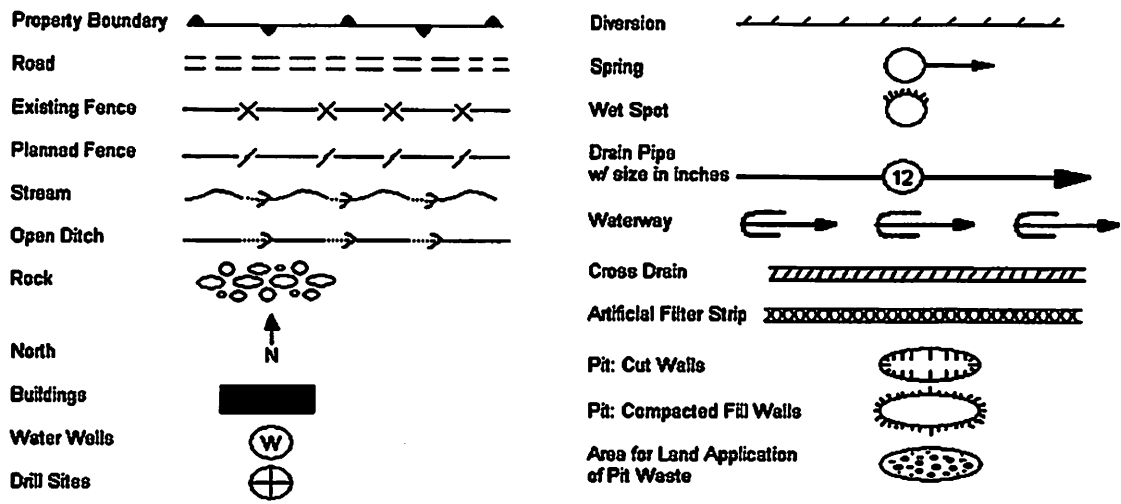 Property Boundary
Road
Existing Fence
Planned Fence
Stream
Open Ditch
Rock
N
North
Buildings
Water Wells
W
Drill Sites
Diversion
Spring
Wet Spot
Drain Pipe
w/ size in inches
12
Waterway
Cross Drain
Artificial Filter Strip
Pit: Cut Walls
Pit: Compacted Fill Walls
Area for Land Application
of Pit Waste